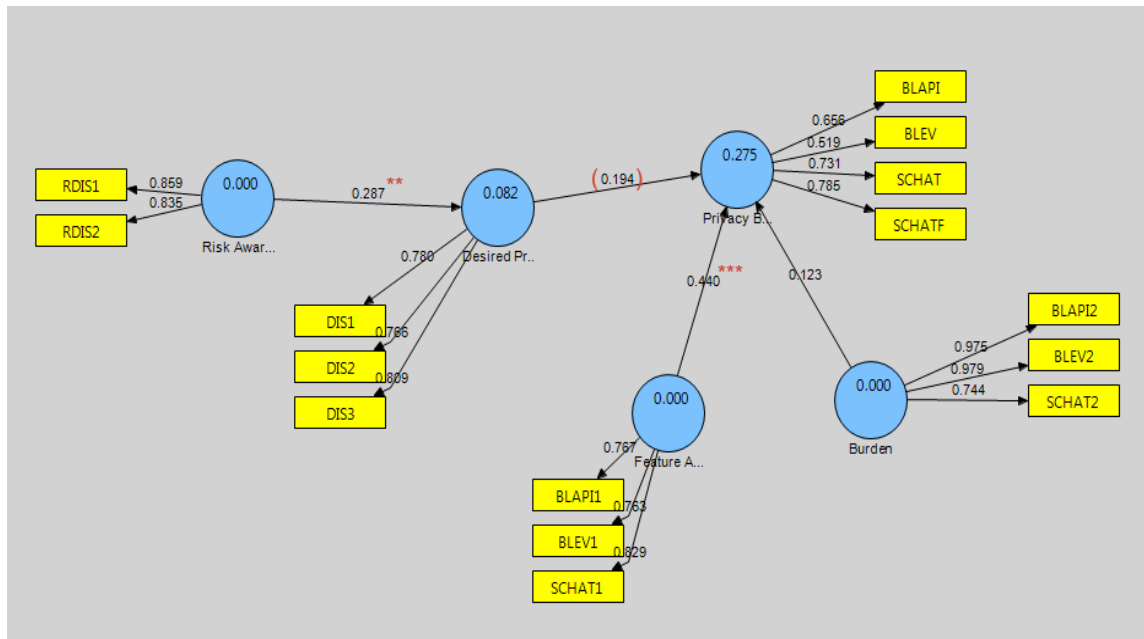 BLAPI
0.656
BLEV
0.519
0.275
0.731
SCHAT
0.785
SCHATF
Privacy B...
RDIS1
0.859
0.000
0.835
RDIS2
Risk Awar...
0.287 **
0.082
(0.194)
Desired Pr..
0.780
DIS1
0.766
DIS2
0.809
DIS3
0.440 ***
0.123
BLAPI2
0.975
BLEV2
0.979
0.744
SCHAT2
0.000
Burden
0.000
Feature A...
0.767
BLAPI1
0.763
BLEV1
0.829
SCHAT1